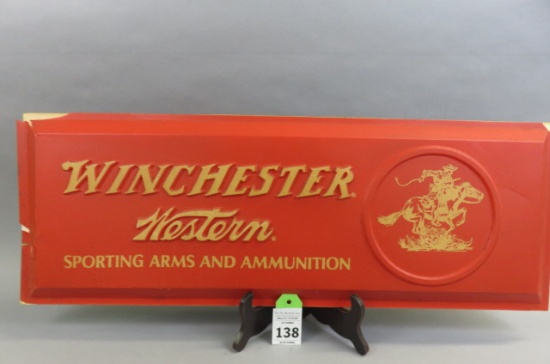 WINCHESTER®
Western®
SPORTING ARMS AND AMMUNITION
138